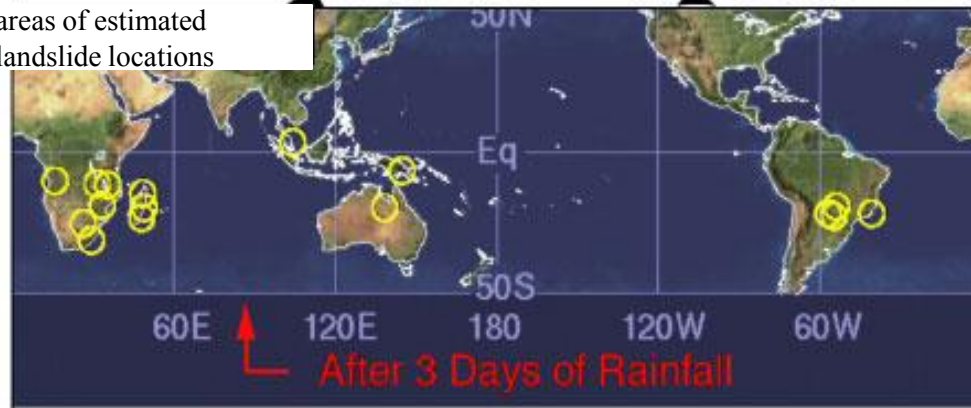 areas of estimated
landslide locations
50N
Eq
50S
60E 120E 180 120W 60W
After 3 Days of Rainfall